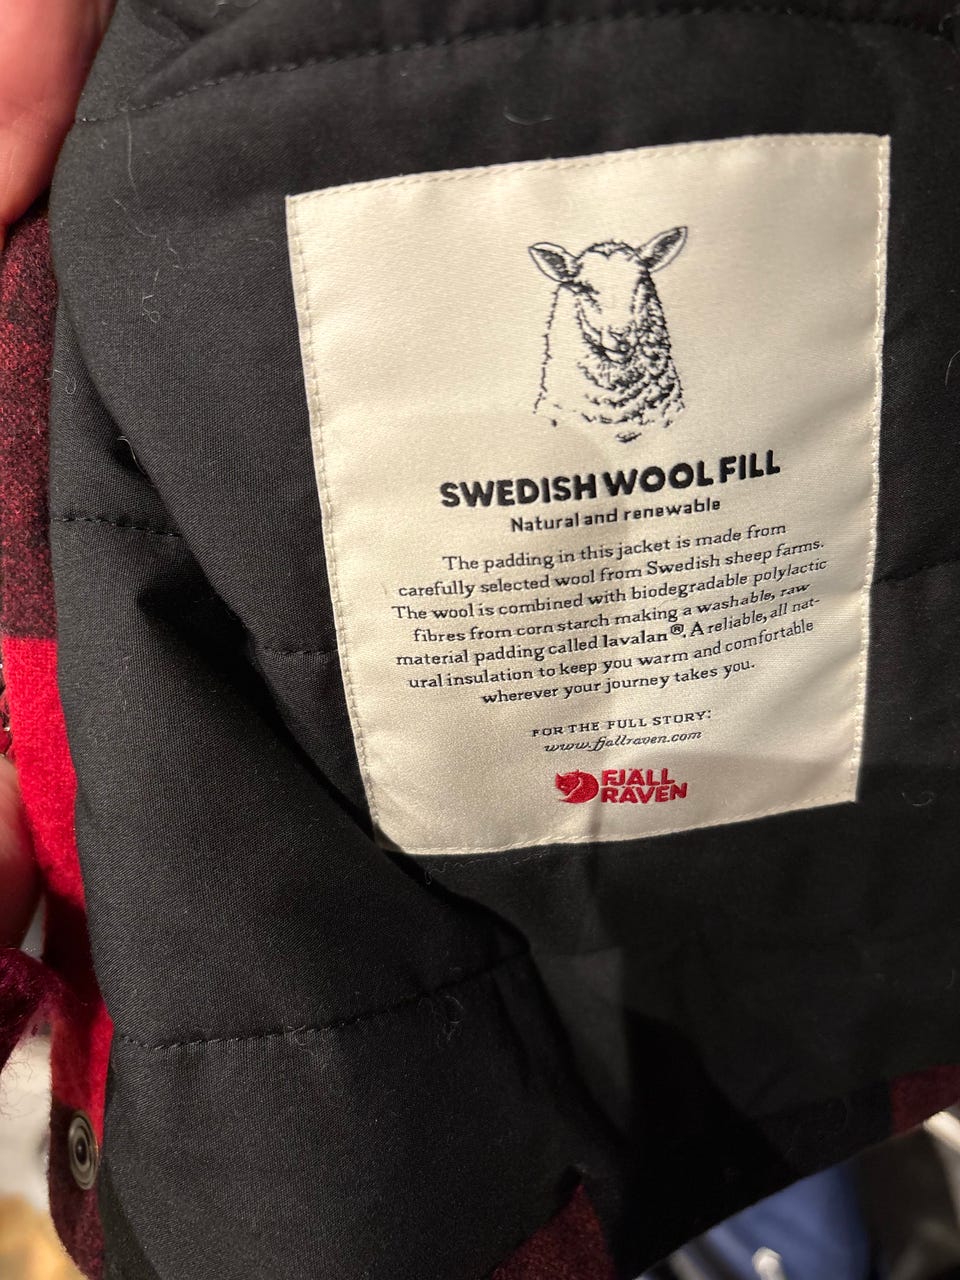 SWEDISH WOOL FILL
Natural and renewable
The padding in this jacket is made from
carefully selected wool from Swedish sheep farms.
The wool is combined with biodegradable polylactic
fibres from corn starch making a washable, raw
material padding called lavalan®. A reliable, all nat-
ural insulation to keep you warm and comfortable
wherever your journey takes you.
FOR THE FULL STORY:
www.fjallraven.com
FJÄLL
RÄVEN